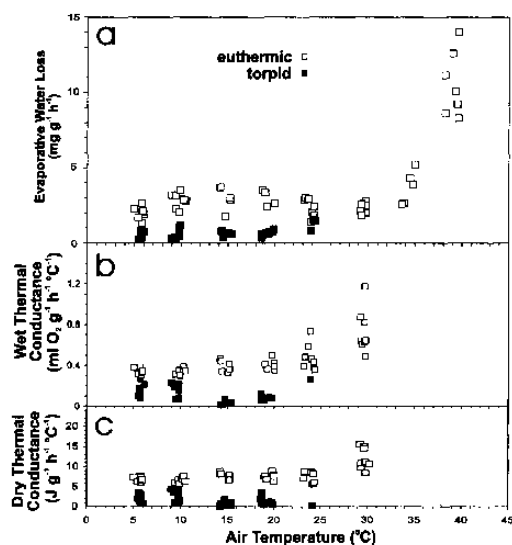 a
euthermic
torpid
Evaporative Water Loss
(mg g-1 h-1)
15
10
5
0
b
Wet Thermal
Conductance
(ml O2 g-1 h-1 °C-1)
1.2
0.8
0.4
0
c
Dry Thermal
Conductance
(J g-1 h-1 °C-1)
20
15
10
5
0
0 5 10 15 20 25 30 35 40 45
Air Temperature (°C)